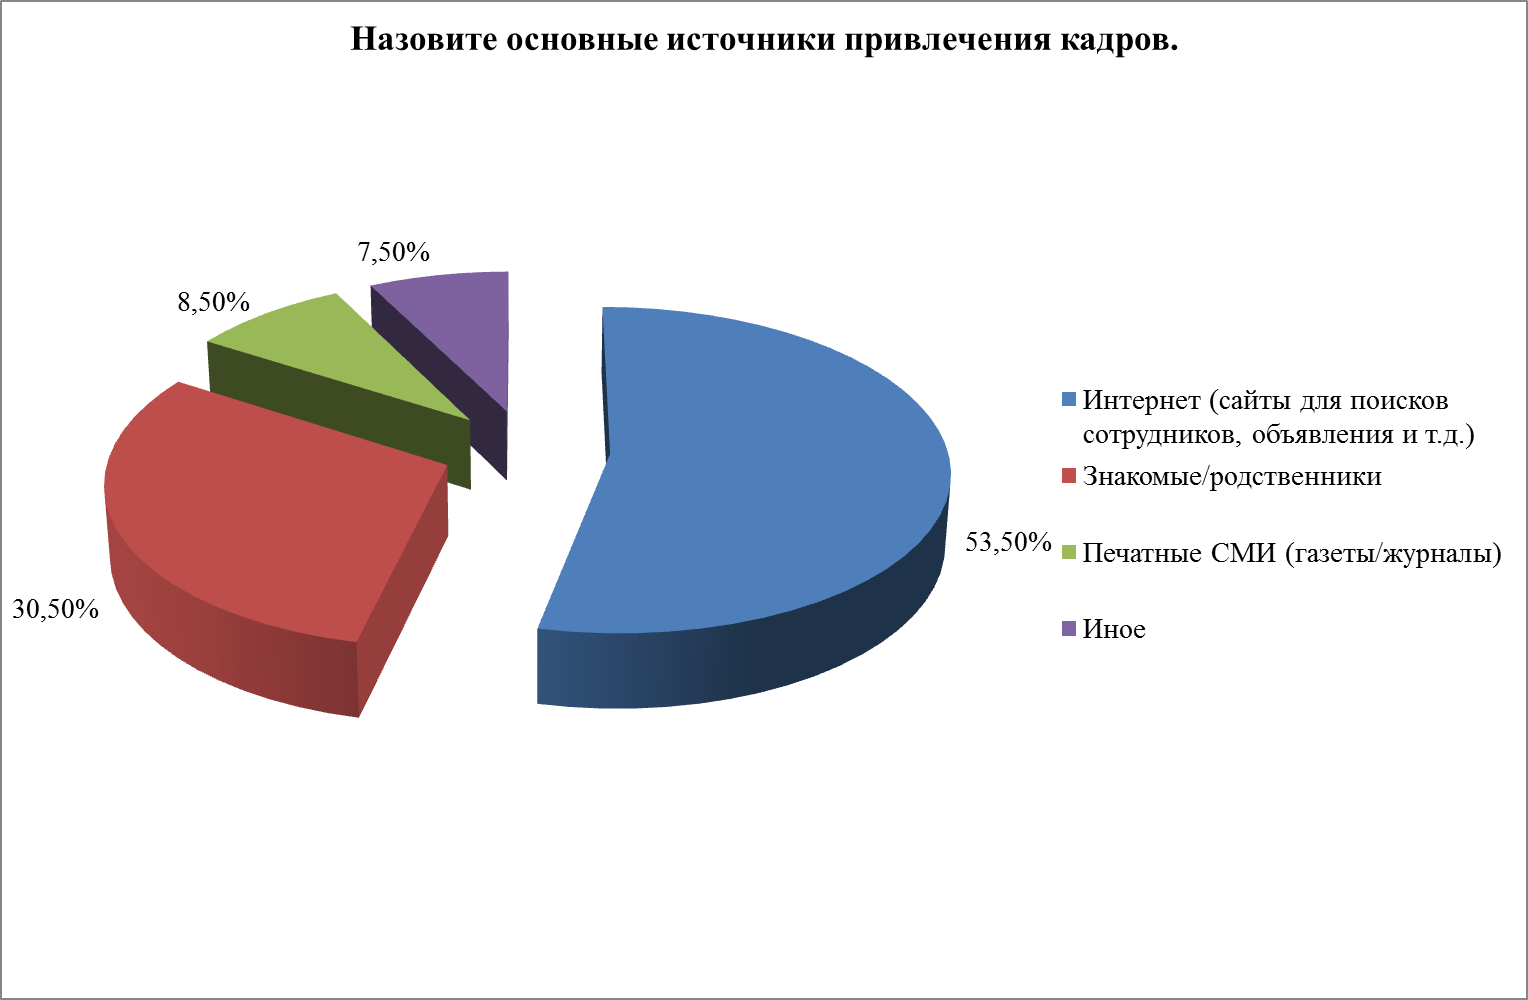 Назовите основные источники привлечения кадров.
7,50%
8,50%
30,50%
53,50%
Интернет (сайты для поисков
сотрудников, объявления и т.д.)
Знакомые/родственники
Печатные СМИ (газеты/журналы)
Иное